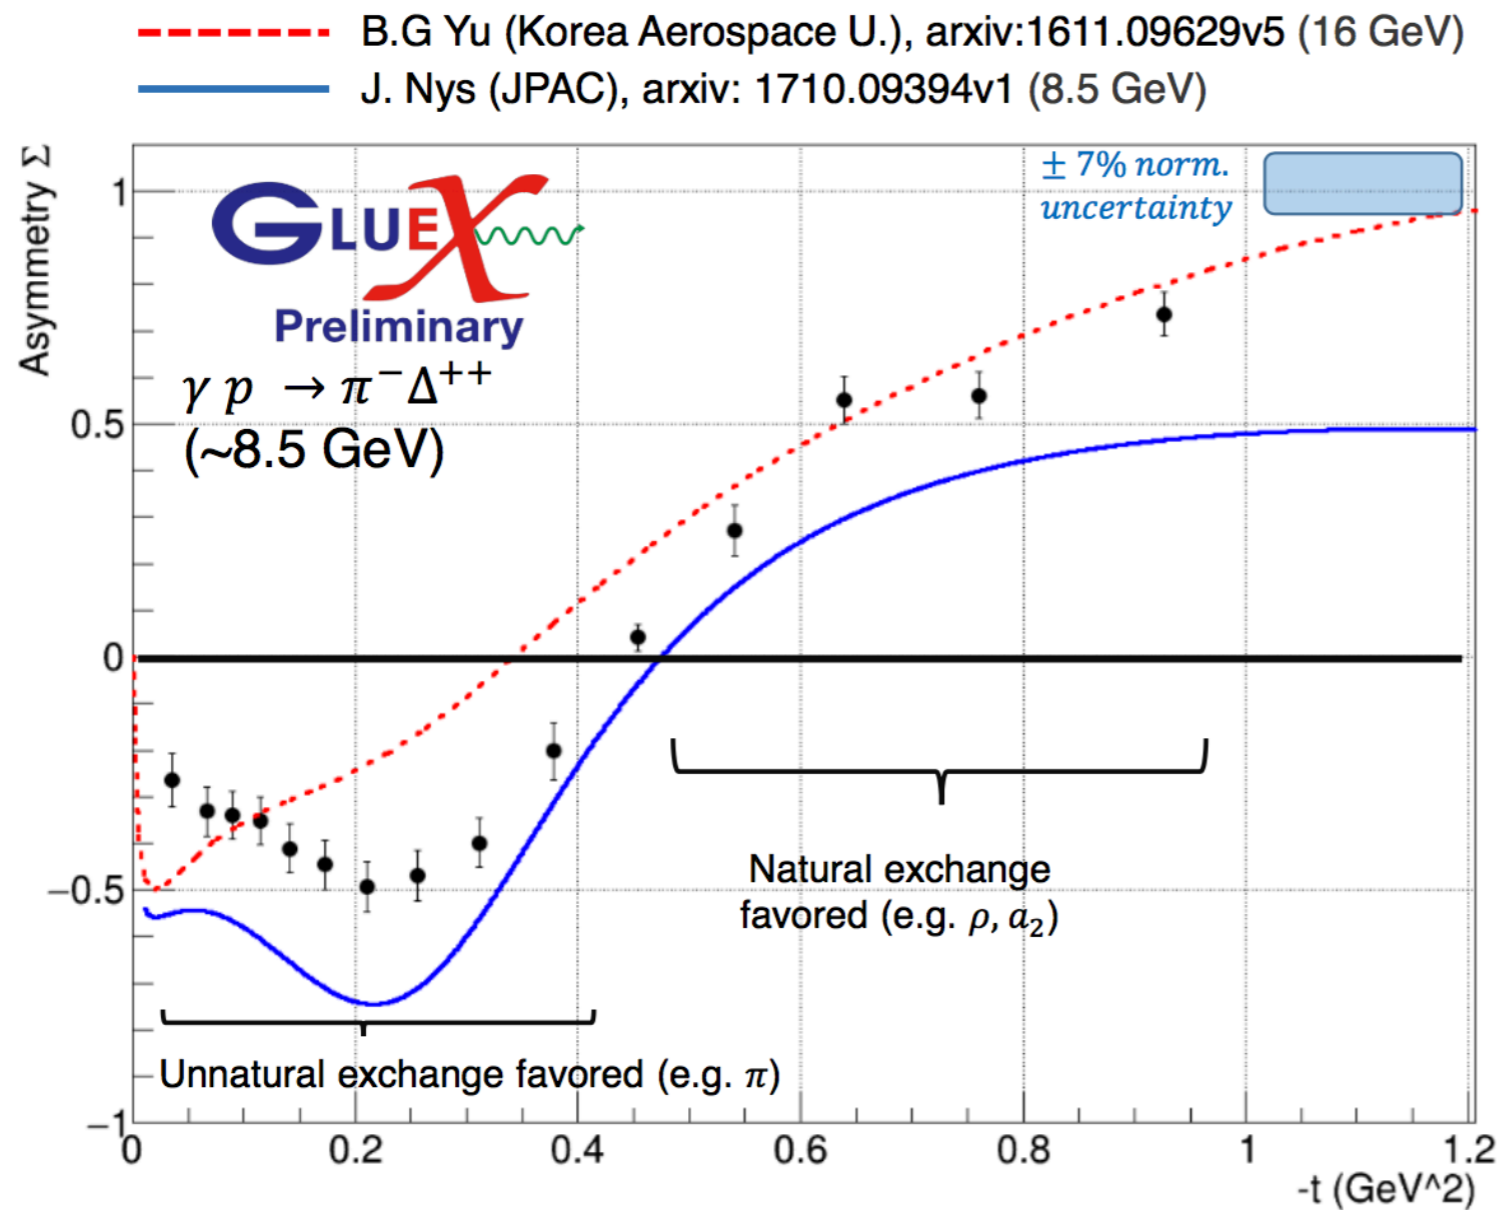 B.G Yu (Korea Aerospace U.), arxiv:1611.09629v5 (16 GeV)
J. Nys (JPAC), arxiv: 1710.09394v1 (8.5 GeV)
Asymmetry Σ
1
0.5
0
−0.5
−1
GLUEX
Preliminary
γ p → π⁻Δ⁺⁺
(~8.5 GeV)
± 7% norm.
uncertainty
Natural exchange
favored (e.g. ρ, a₂)
Unnatural exchange favored (e.g. π)
0 0.2 0.4 0.6 0.8 1 1.2
-t (GeV^2)